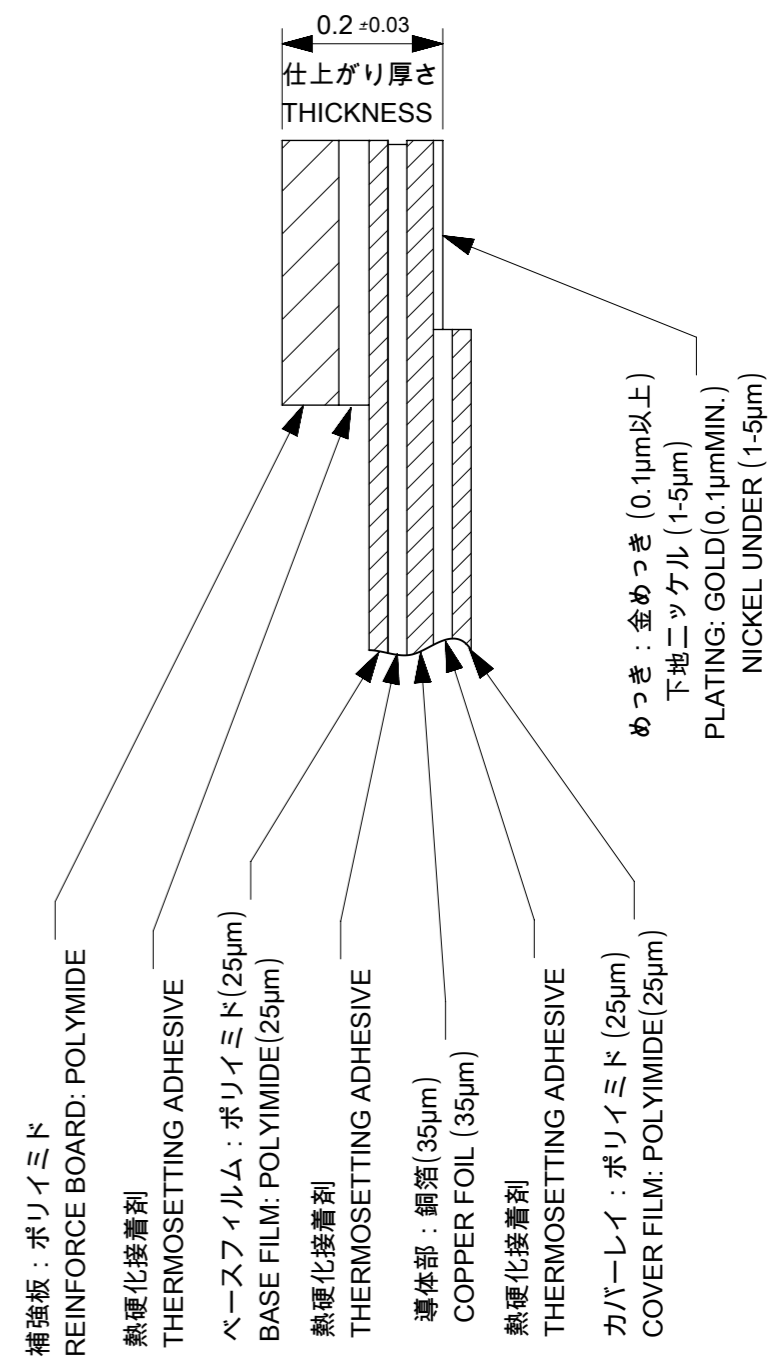 0.2 ±0.03
仕上がり厚さ
THICKNESS
補強板：ポリイミド
REINFORCE BOARD: POLYMIDE
熱硬化接着剤
THERMOSETTING ADHESIVE
ベースフィルム：ポリイミド(25μm)
BASE FILM: POLYIMIDE(25μm)
熱硬化接着剤
THERMOSETTING ADHESIVE
導体部：銅箔(35μm)
COPPER FOIL (35μm)
熱硬化接着剤
THERMOSETTING ADHESIVE
カバーレイ：ポリイミド (25μm)
COVER FILM: POLYIMIDE(25μm)
めっき：金めっき (0.1μm以上)
下地ニッケル (1-5μm)
PLATING: GOLD(0.1μmMIN.)
NICKEL UNDER (1-5μm)